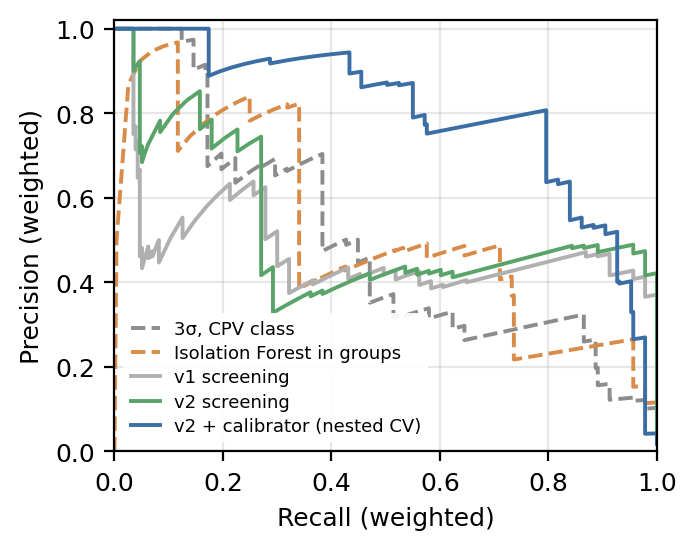 Precision (weighted)
1.0
0.8
0.6
0.4
0.2
0.0
3σ, CPV class
Isolation Forest in groups
v1 screening
v2 screening
v2 + calibrator (nested CV)
0.0 0.2 0.4 0.6 0.8 1.0
Recall (weighted)